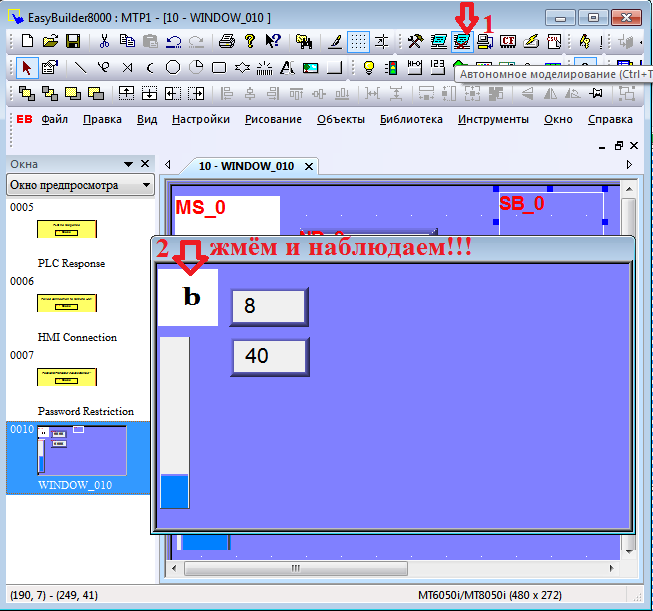 EasyBuilder8000 : MTP1 - [10 - WINDOW_010 ]
1
Автономное моделирование (Ctrl+T
EB Файл Правка Вид Настройки Рисование Объекты Библиотека Инструменты Окно Справка
Окна
10 - WINDOW_010
Окно предпросмотра
0005
PLC Response
0006
HMI Connection
0007
Password Restriction
0010
WINDOW_010
MS_0
SB_0
2 жмём и наблюдаем!!!
b
8
40
(190, 7) - (249, 41)
MT6050i/MT8050i (480 x 272)